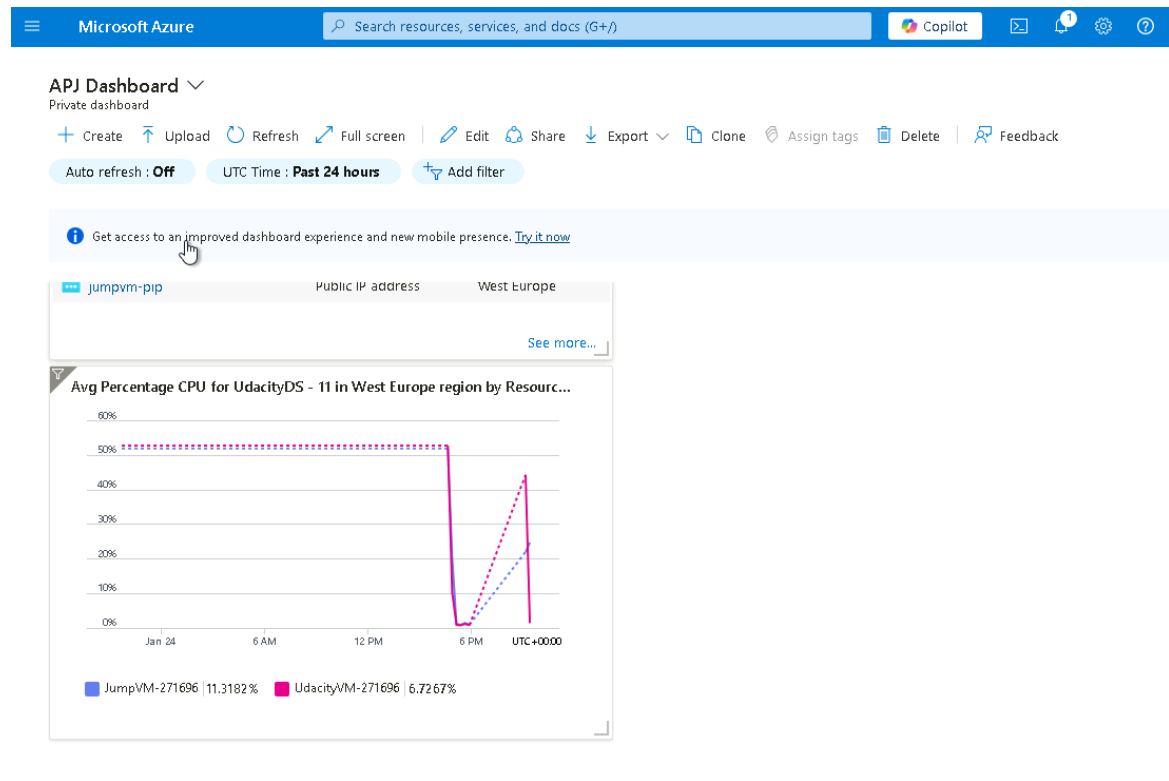 Microsoft Azure
Search resources, services, and docs (G+/)
Copilot
1
APJ Dashboard
Private dashboard
Create Upload Refresh Full screen Edit Share Export Clone Assign tags Delete Feedback
Auto refresh : Off UTC Time : Past 24 hours Add filter
Get access to an improved dashboard experience and new mobile presence. Try it now
jumpvm-pip Public IP address West Europe
See more...
Avg Percentage CPU for UdacityDS - 11 in West Europe region by Resourc...
60%
50%
40%
30%
20%
10%
0%
Jan 24 6 AM 12 PM 6 PM UTC+00:00
JumpVM-271696 11.3182% UdacityVM-271696 6.7267%